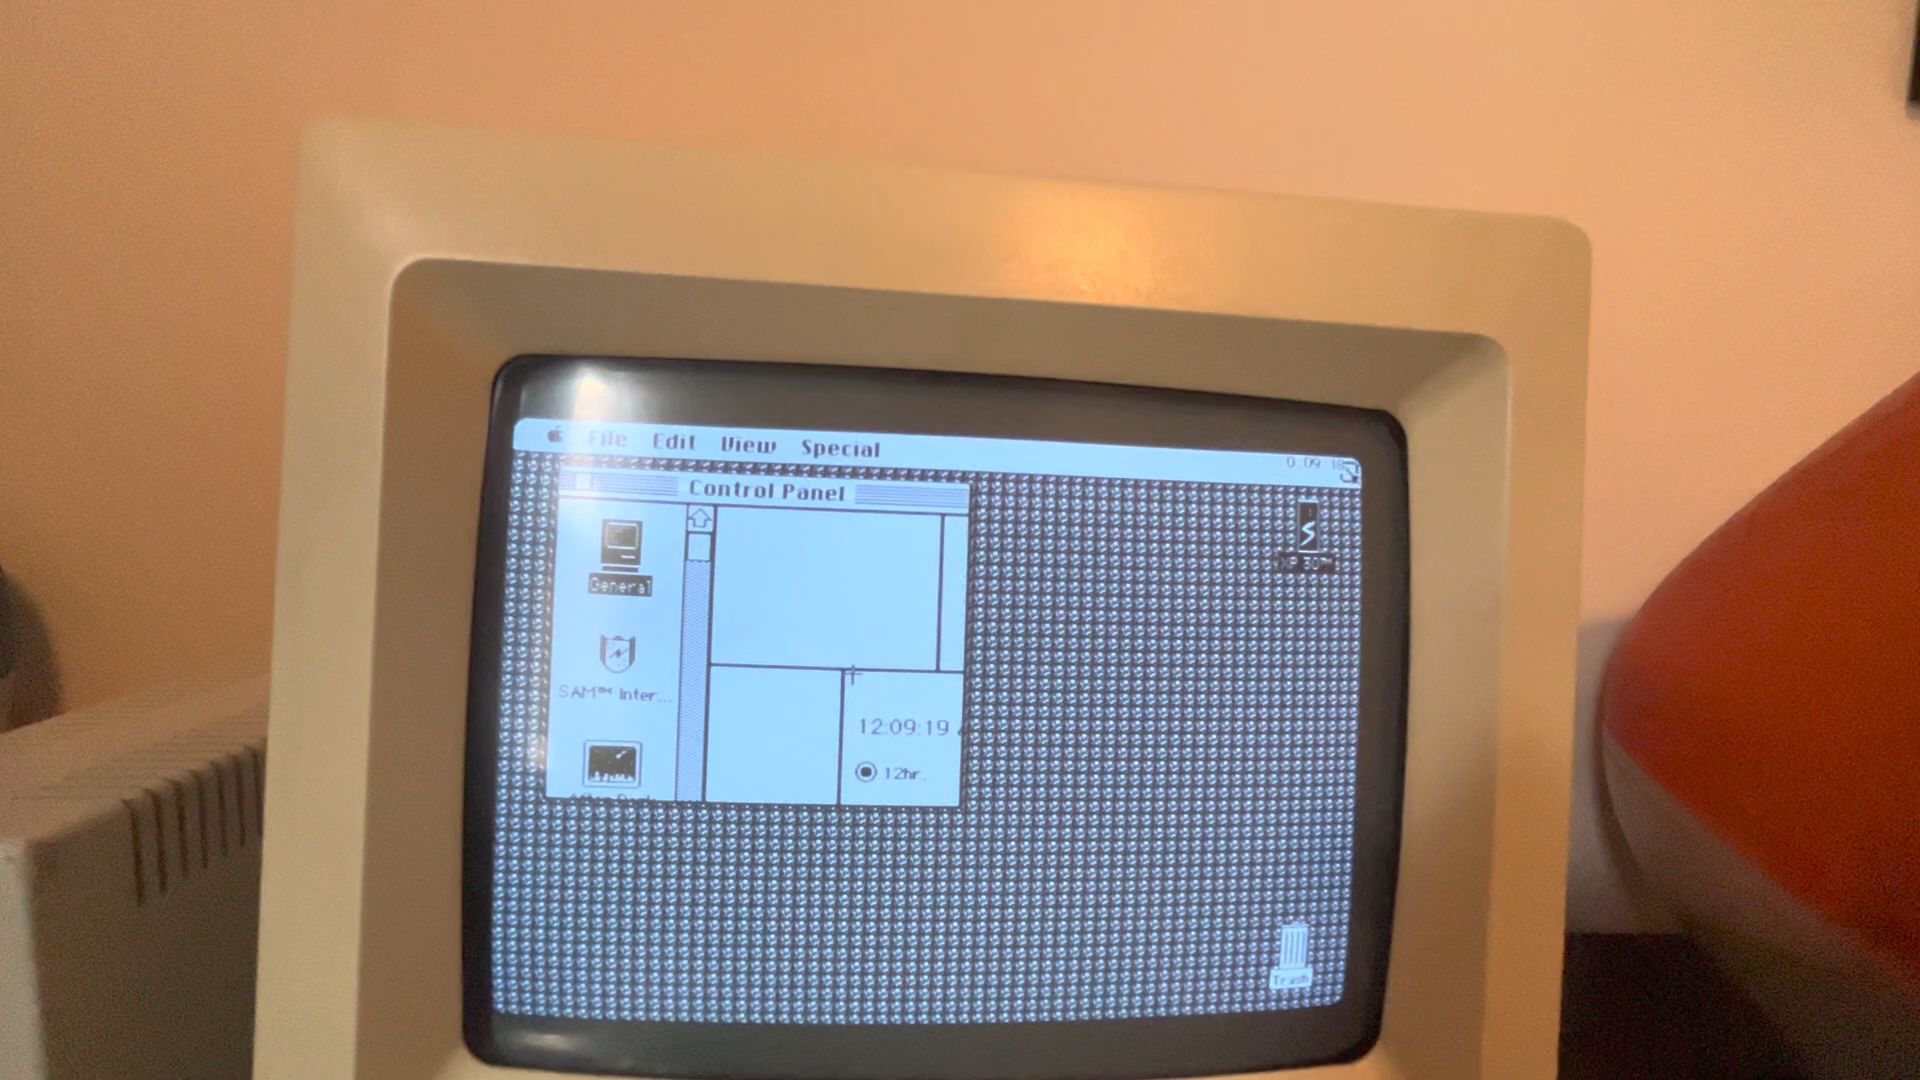 File Edit View Special
Control Panel
General
SAM™ Inter...
12:09:19
12hr.
Trash